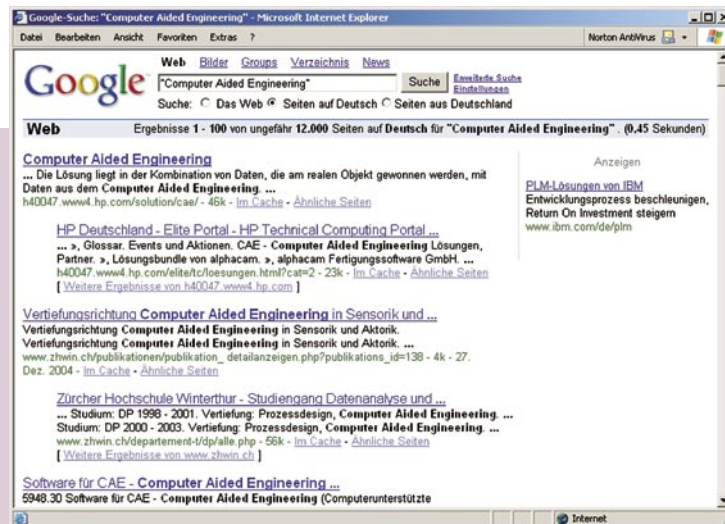 Google-Suche: "Computer Aided Engineering" - Microsoft Internet Explorer
Datei Bearbeiten Ansicht Favoriten Extras ? Norton AntiVirus
Google
Web Bilder Groups Verzeichnis News
"Computer Aided Engineering" Suche Erweiterte Suche
Einstellungen
Suche: Das Web Seiten auf Deutsch Seiten aus Deutschland
Web Ergebnisse 1 - 100 von ungefähr 12.000 Seiten auf Deutsch für "Computer Aided Engineering" . (0,45 Sekunden)
Computer Aided Engineering
... Die Lösung liegt in der Kombination von Daten, die am realen Objekt gewonnen werden, mit
Daten aus dem Computer Aided Engineering. ...
h40047.www4.hp.com/solution/cae/ - 46k - Im Cache - Ähnliche Seiten
HP Deutschland - Elite Portal - HP Technical Computing Portal ...
... », Glossar. Events und Aktionen. CAE - Computer Aided Engineering Lösungen,
Partner. », Lösungsbundle von alphacam. », alphacam Fertigungssoftware GmbH. ...
h40047.www4.hp.com/elite/tc/loesungen.html?cat=2 - 23k - Im Cache - Ähnliche Seiten
[ Weitere Ergebnisse von h40047.www4.hp.com ]
Vertiefungsrichtung Computer Aided Engineering in Sensorik und ...
Vertiefungsrichtung Computer Aided Engineering in Sensorik und Aktorik.
Vertiefungsrichtung Computer Aided Engineering in Sensorik und Aktorik. ...
www.zhwin.ch/publikationen/publikation_ detailanzeigen.php?publikations_id=138 - 4k - 27.
Dez. 2004 - Im Cache - Ähnliche Seiten
Zürcher Hochschule Winterthur - Studiengang Datenanalyse und ...
... Studium: DP 1998 - 2001. Vertiefung: Prozessdesign, Computer Aided Engineering. ...
Studium: DP 2000 - 2003. Vertiefung: Prozessdesign, Computer Aided Engineering. ...
www.zhwin.ch/departement-t/dp/alle.php - 56k - Im Cache - Ähnliche Seiten
[ Weitere Ergebnisse von www.zhwin.ch ]
Software für CAE - Computer Aided Engineering ...
5948.30 Software für CAE - Computer Aided Engineering (Computerunterstützte
Anzeigen
PLM-Lösungen von IBM
Entwicklungsprozess beschleunigen,
Return On Investment steigern
www.ibm.com/de/plm
Internet